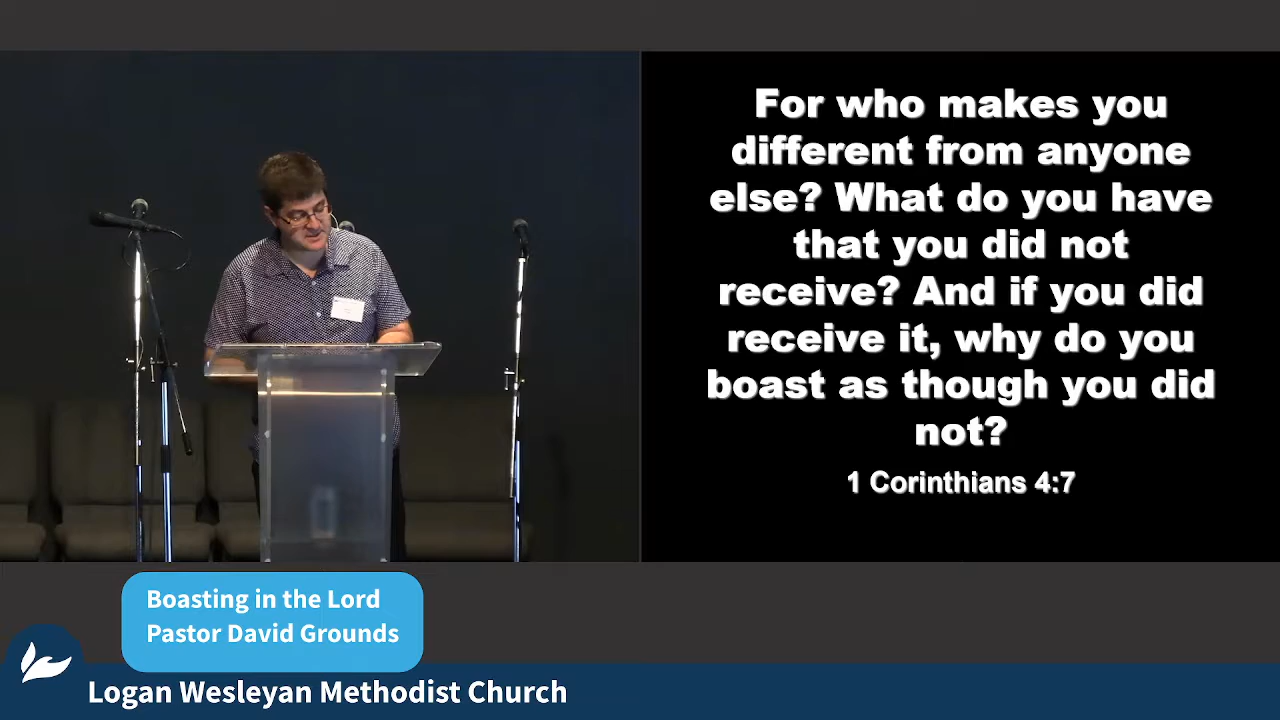 For who makes you
different from anyone
else? What do you have
that you did not
receive? And if you did
receive it, why do you
boast as though you did
not?
1 Corinthians 4:7
Boasting in the Lord
Pastor David Grounds
Logan Wesleyan Methodist Church